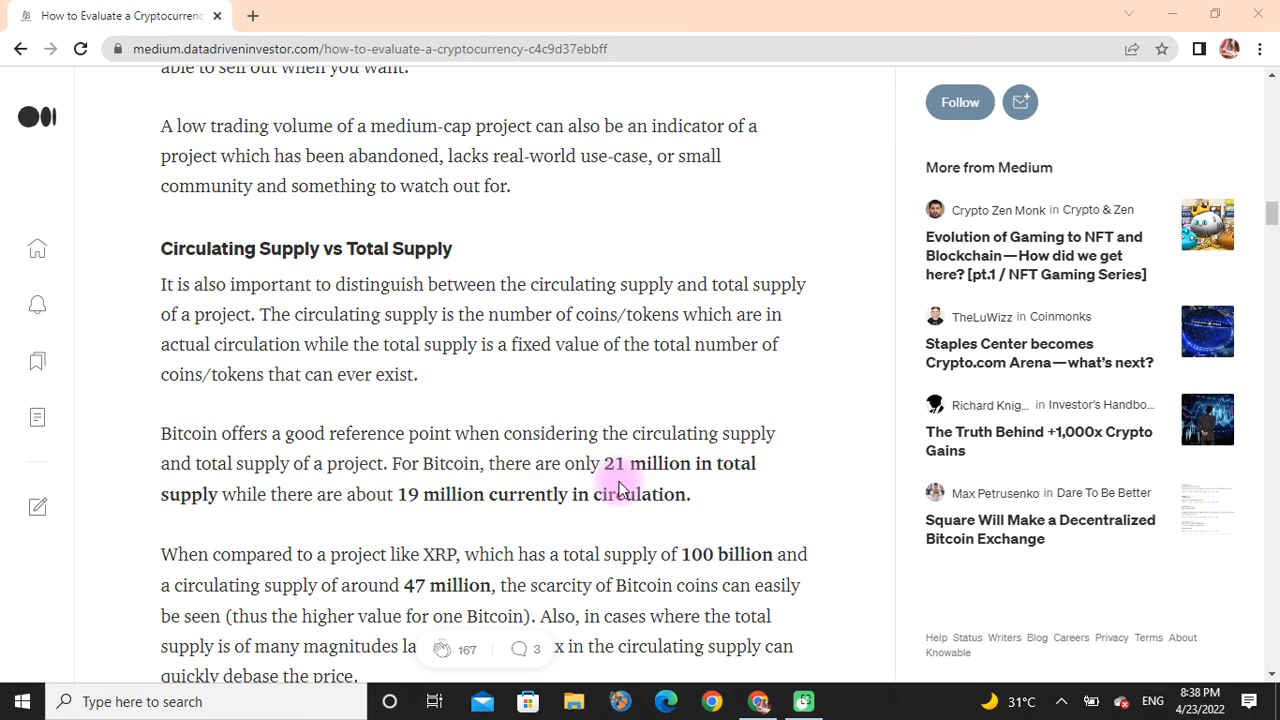 How to Evaluate a Cryptocurrenc
medium.datadriveninvestor.com/how-to-evaluate-a-cryptocurrency-c4c9d37ebbff
able to sell out when you want.
A low trading volume of a medium-cap project can also be an indicator of a
project which has been abandoned, lacks real-world use-case, or small
community and something to watch out for.
Circulating Supply vs Total Supply
It is also important to distinguish between the circulating supply and total supply
of a project. The circulating supply is the number of coins/tokens which are in
actual circulation while the total supply is a fixed value of the total number of
coins/tokens that can ever exist.
Bitcoin offers a good reference point when considering the circulating supply
and total supply of a project. For Bitcoin, there are only 21 million in total
supply while there are about 19 million currently in circulation.
When compared to a project like XRP, which has a total supply of 100 billion and
a circulating supply of around 47 million, the scarcity of Bitcoin coins can easily
be seen (thus the higher value for one Bitcoin). Also, in cases where the total
supply is of many magnitudes la x in the circulating supply can
quickly debase the price.
167 3
Follow
More from Medium
Crypto Zen Monk in Crypto & Zen
Evolution of Gaming to NFT and
Blockchain — How did we get
here? [pt.1 / NFT Gaming Series]
TheLuWizz in Coinmonks
Staples Center becomes
Crypto.com Arena — what's next?
Richard Knig... in Investor's Handbo...
The Truth Behind +1,000x Crypto
Gains
Max Petrusenko in Dare To Be Better
Square Will Make a Decentralized
Bitcoin Exchange
Help Status Writers Blog Careers Privacy Terms About
Knowable
Type here to search
31°C
ENG
8:38 PM
4/23/2022